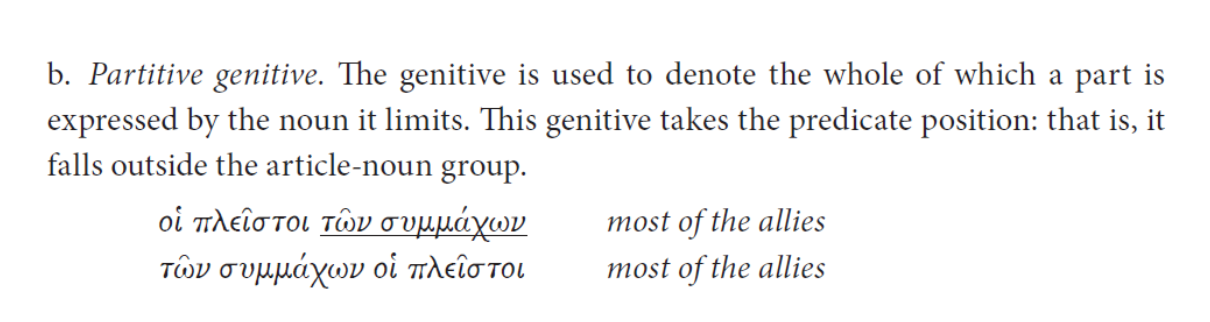 b. Partitive genitive. The genitive is used to denote the whole of which a part is
expressed by the noun it limits. This genitive takes the predicate position: that is, it
falls outside the article-noun group.
οἱ πλεῖστοι τῶν συμμάχων most of the allies
τῶν συμμάχων οἱ πλεῖστοι most of the allies